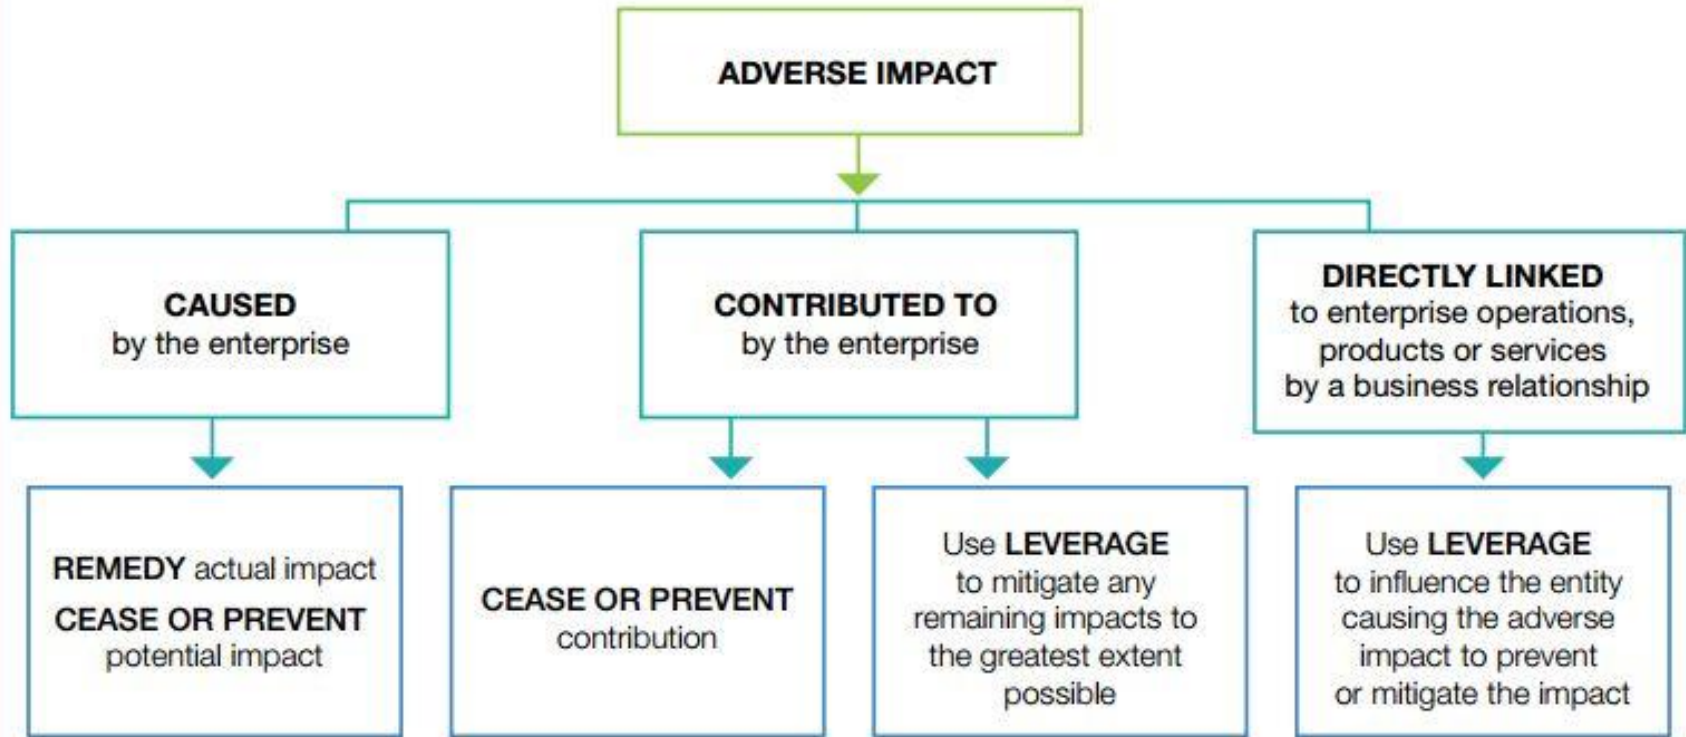 ADVERSE IMPACT
CAUSED
by the enterprise
CONTRIBUTED TO
by the enterprise
DIRECTLY LINKED
to enterprise operations,
products or services
by a business relationship
REMEDY actual impact
CEASE OR PREVENT
potential impact
CEASE OR PREVENT
contribution
Use LEVERAGE
to mitigate any
remaining impacts to
the greatest extent
possible
Use LEVERAGE
to influence the entity
causing the adverse
impact to prevent
or mitigate the impact